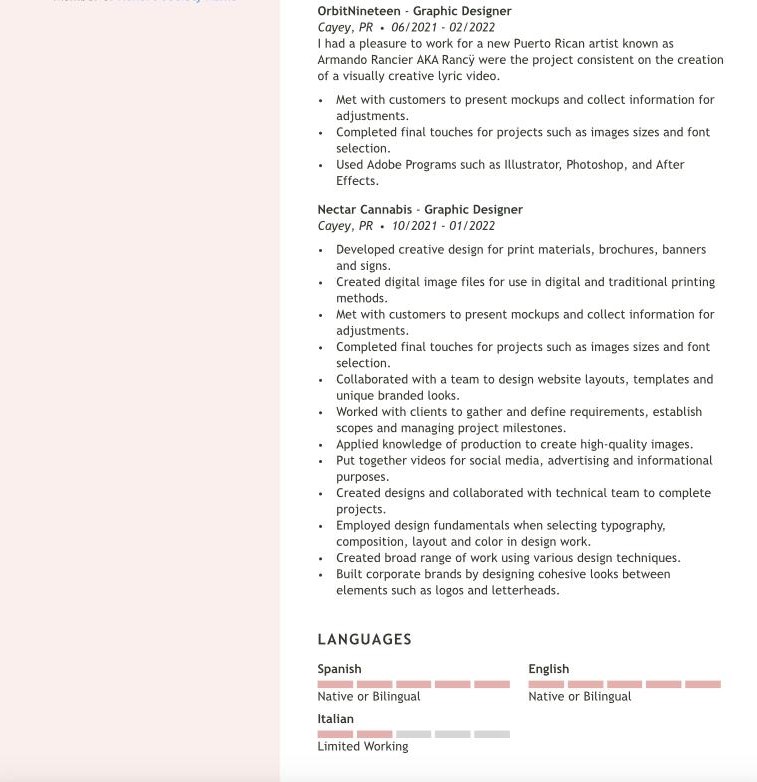 OrbitNineteen - Graphic Designer
Cayey, PR • 06/2021 - 02/2022
I had a pleasure to work for a new Puerto Rican artist known as
Armando Rancier AKA Rancÿ were the project consistent on the creation
of a visually creative lyric video.
• Met with customers to present mockups and collect information for
adjustments.
• Completed final touches for projects such as images sizes and font
selection.
• Used Adobe Programs such as Illustrator, Photoshop, and After
Effects.
Nectar Cannabis - Graphic Designer
Cayey, PR • 10/2021 - 01/2022
• Developed creative design for print materials, brochures, banners
and signs.
• Created digital image files for use in digital and traditional printing
methods.
• Met with customers to present mockups and collect information for
adjustments.
• Completed final touches for projects such as images sizes and font
selection.
• Collaborated with a team to design website layouts, templates and
unique branded looks.
• Worked with clients to gather and define requirements, establish
scopes and managing project milestones.
• Applied knowledge of production to create high-quality images.
• Put together videos for social media, advertising and informational
purposes.
• Created designs and collaborated with technical team to complete
projects.
• Employed design fundamentals when selecting typography,
composition, layout and color in design work.
• Created broad range of work using various design techniques.
• Built corporate brands by designing cohesive looks between
elements such as logos and letterheads.
LANGUAGES
Spanish
Native or Bilingual
English
Native or Bilingual
Italian
Limited Working